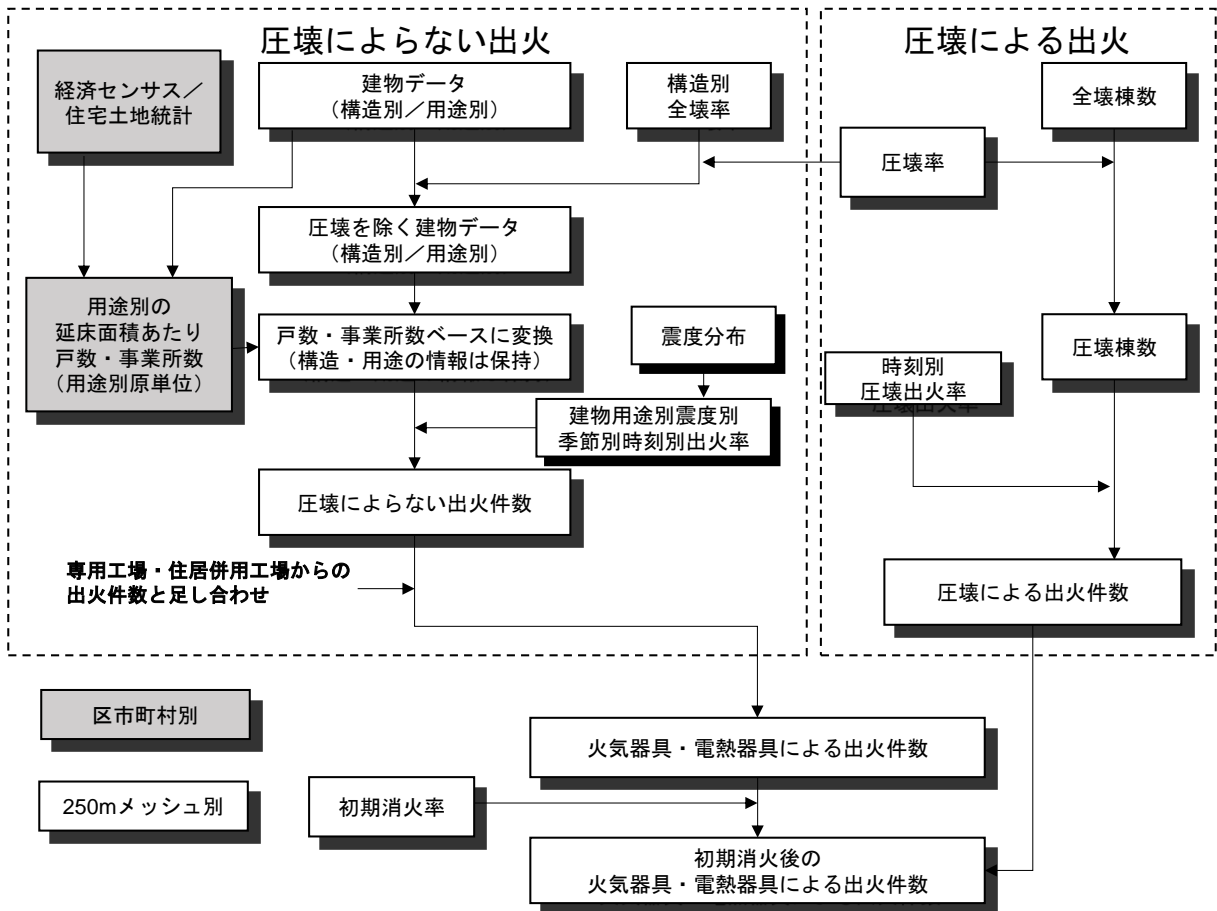 圧壊によらない出火
圧壊による出火
経済センサス／
住宅土地統計
建物データ
（構造別／用途別）
構造別
全壊率
全壊棟数
圧壊率
圧壊を除く建物データ
（構造別／用途別）
用途別の
延床面積あたり
戸数・事業所数
（用途別原単位）
戸数・事業所数ベースに変換
（構造・用途の情報は保持）
震度分布
時刻別
圧壊出火率
圧壊棟数
建物用途別震度別
季節別時刻別出火率
圧壊によらない出火件数
専用工場・住居併用工場からの
出火件数と足し合わせ
圧壊による出火件数
区市町村別
火気器具・電熱器具による出火件数
250mメッシュ別
初期消火率
初期消火後の
火気器具・電熱器具による出火件数